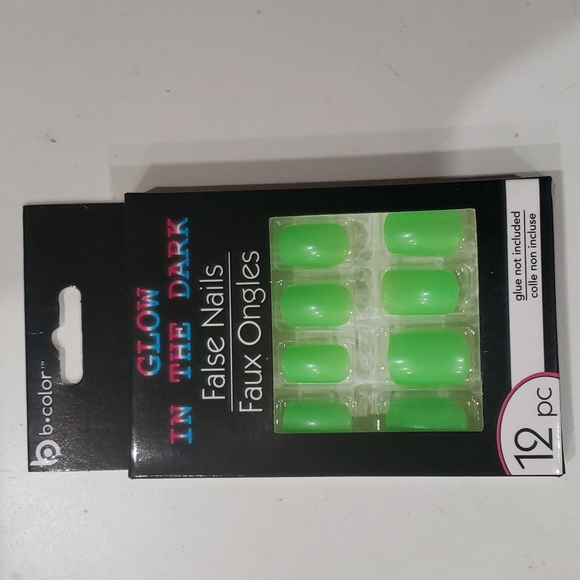 b•color™
GLOW
IN THE DARK
False Nails
Faux Ongles
glue not included
colle non incluse
12 pc